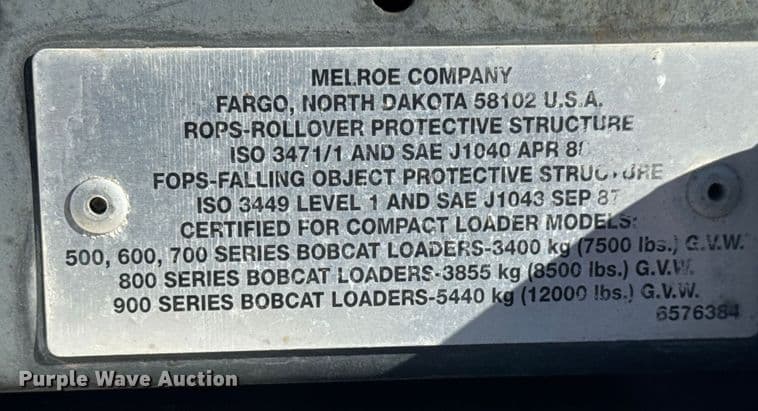 MELROE COMPANY
FARGO, NORTH DAKOTA 58102 U.S.A.
ROPS-ROLLOVER PROTECTIVE STRUCTURE
ISO 3471/1 AND SAE J1040 APR
FOPS-FALLING OBJECT PROTECTIVE STRUCTURE
ISO 3449 LEVEL 1 AND SAE J1043 SEP 87
CERTIFIED FOR COMPACT LOADER MODELS:
500, 600, 700 SERIES BOBCAT LOADERS-3400 kg (7500 lbs.) G.V.W.
800 SERIES BOBCAT LOADERS-3855 kg (8500 lbs.) G.V.W.
900 SERIES BOBCAT LOADERS-5440 kg (12000 lbs.) G.V.W.
6576384
Purple Wave Auction